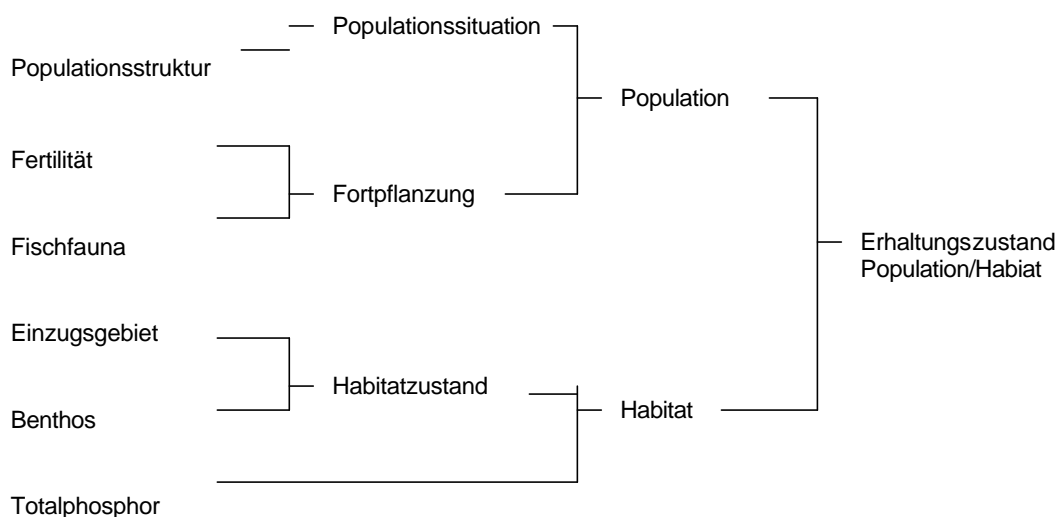 Populationssituation
Populationsstruktur
Population
Fertilität
Fortpflanzung
Fischfauna
Erhaltungszustand
Population/Habiat
Einzugsgebiet
Habitatzustand
Habitat
Benthos
Totalphosphor